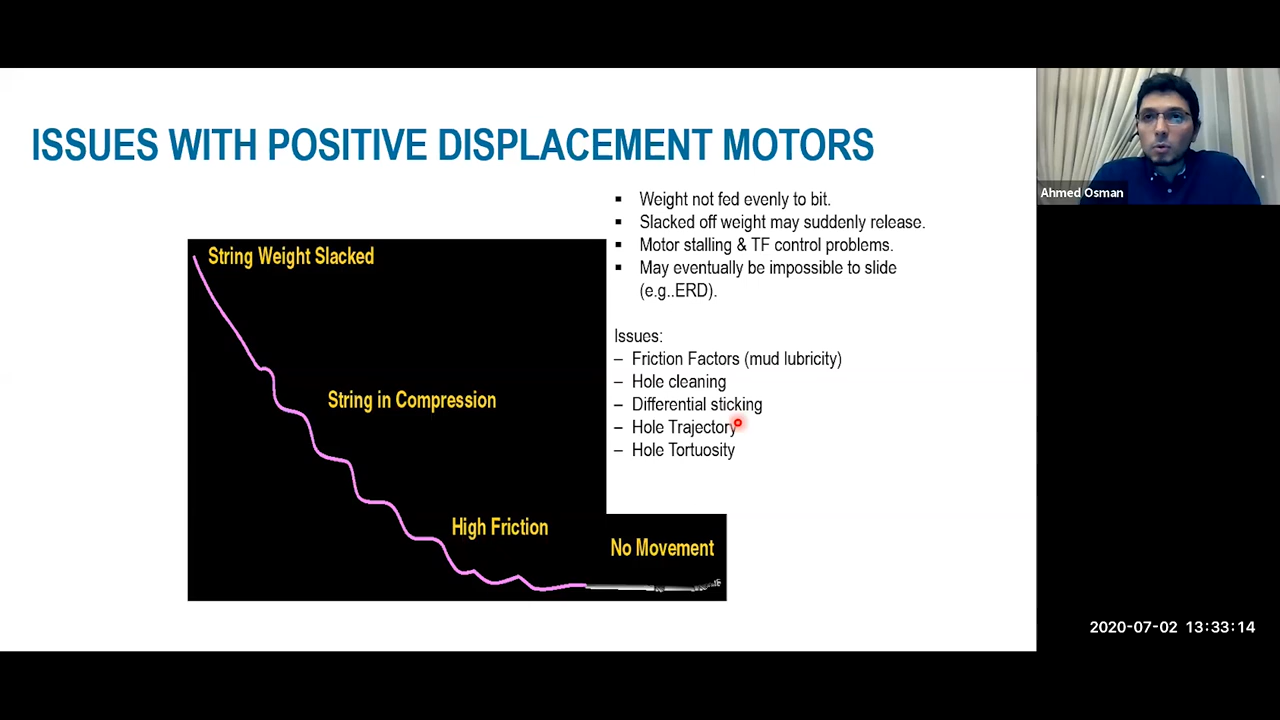 ISSUES WITH POSITIVE DISPLACEMENT MOTORS
▪ Weight not fed evenly to bit.
▪ Slacked off weight may suddenly release.
▪ Motor stalling & TF control problems.
▪ May eventually be impossible to slide
(e.g..ERD).
Issues:
– Friction Factors (mud lubricity)
– Hole cleaning
– Differential sticking
– Hole Trajectory
– Hole Tortuosity
String Weight Slacked
String in Compression
High Friction
No Movement
Ahmed Osman
2020-07-02 13:33:14